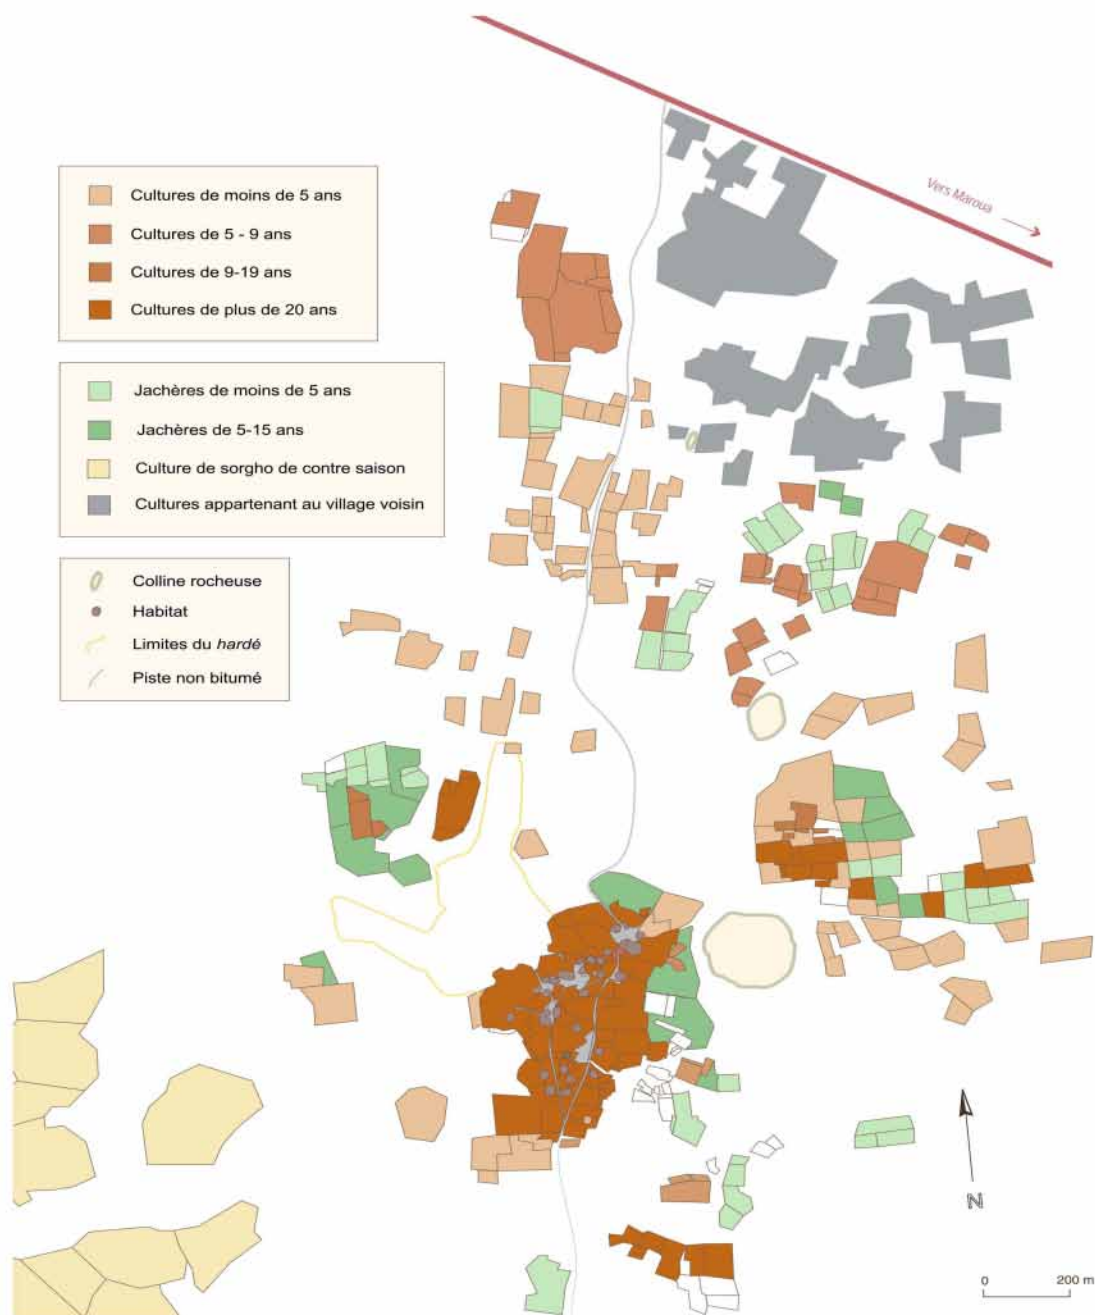 Vers Maroua
Cultures de moins de 5 ans
Cultures de 5 - 9 ans
Cultures de 9-19 ans
Cultures de plus de 20 ans
Jachères de moins de 5 ans
Jachères de 5-15 ans
Culture de sorgho de contre saison
Cultures appartenant au village voisin
Colline rocheuse
Habitat
Limites du hardé
Piste non bitumé
N
0 200 m